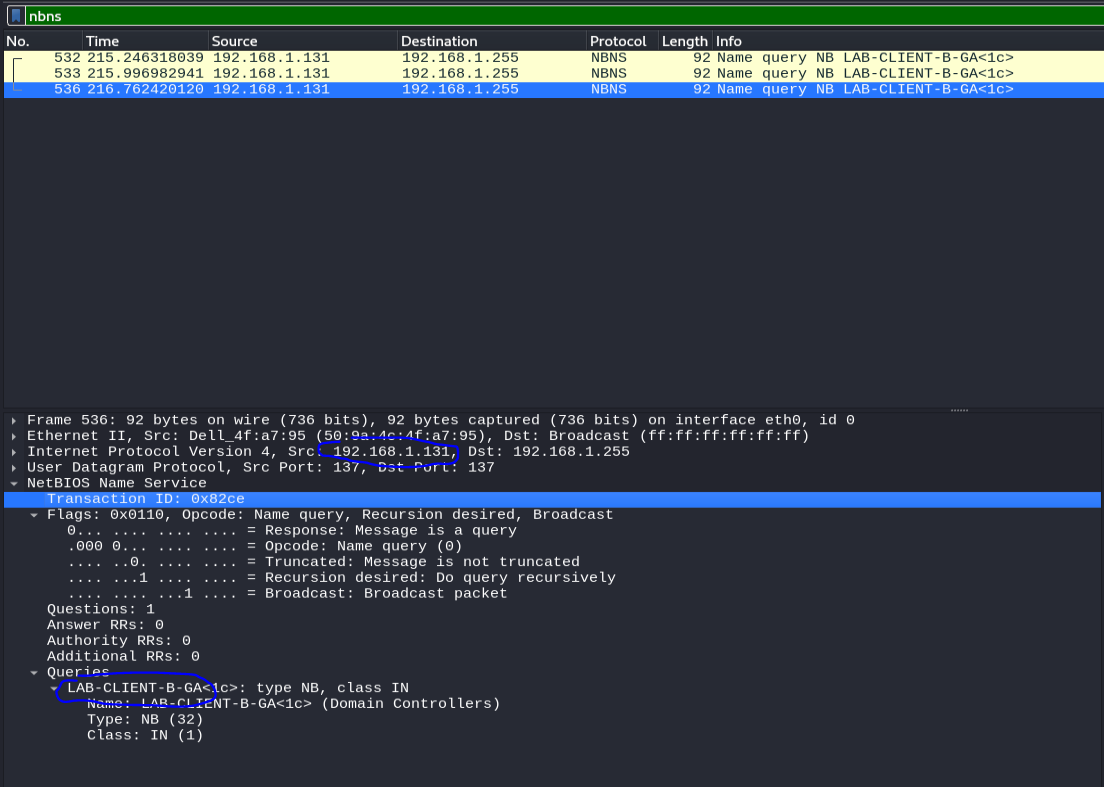 nbns
No. Time Source Destination Protocol Length Info
532 215.246318039 192.168.1.131 192.168.1.255 NBNS 92 Name query NB LAB-CLIENT-B-GA<1c>
533 215.996982941 192.168.1.131 192.168.1.255 NBNS 92 Name query NB LAB-CLIENT-B-GA<1c>
536 216.762420120 192.168.1.131 192.168.1.255 NBNS 92 Name query NB LAB-CLIENT-B-GA<1c>
Frame 536: 92 bytes on wire (736 bits), 92 bytes captured (736 bits) on interface eth0, id 0
Ethernet II, Src: Dell_4f:a7:95 (50:9a:4c:4f:a7:95), Dst: Broadcast (ff:ff:ff:ff:ff:ff)
Internet Protocol Version 4, Src: 192.168.1.131, Dst: 192.168.1.255
User Datagram Protocol, Src Port: 137, Dst Port: 137
NetBIOS Name Service
Transaction ID: 0x82ce
Flags: 0x0110, Opcode: Name query, Recursion desired, Broadcast
0... .... .... .... = Response: Message is a query
.000 0... .... .... = Opcode: Name query (0)
.... ..0. .... .... = Truncated: Message is not truncated
.... ...1 .... .... = Recursion desired: Do query recursively
.... .... ...1 .... = Broadcast: Broadcast packet
Questions: 1
Answer RRs: 0
Authority RRs: 0
Additional RRs: 0
Queries
LAB-CLIENT-B-GA<1c>: type NB, class IN
Name: LAB-CLIENT-B-GA<1c> (Domain Controllers)
Type: NB (32)
Class: IN (1)